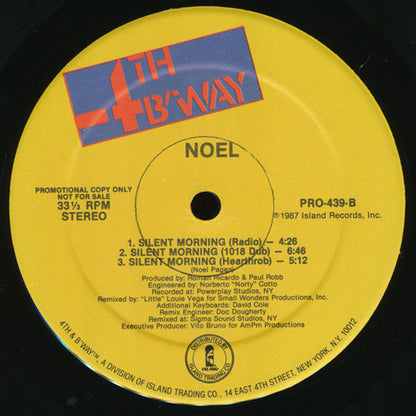 4TH
B'WAY
NOEL
PROMOTIONAL COPY ONLY
NOT FOR SALE
33⅓ RPM
STEREO
PRO-439-B
℗1987 Island Records, Inc.
1. SILENT MORNING (Radio) – 4:26
2. SILENT MORNING (1018 Dub) – 6:46
3. SILENT MORNING (Heartthrob) – 5:12
(Noel Pagan)
Produced by: Roman Ricardo & Paul Robb
Engineered by: Norberto "Norty" Cotto
Recorded at: Powerplay Studios, NY
Remixed by: "Little" Louie Vega for Small Wonders Productions, Inc.
Additional Keyboards: David Cole
Remix Engineer: Doc Dougherty
Remixed at: Sigma Sound Studios, NY
Executive Producer: Vito Bruno for AmPm Productions
DISTRIBUTED BY
ISLAND
ISLAND TRADING CO.
4TH & B'WAY™, A DIVISION OF ISLAND TRADING CO., 14 EAST 4TH STREET, NEW YORK, N.Y. 10012